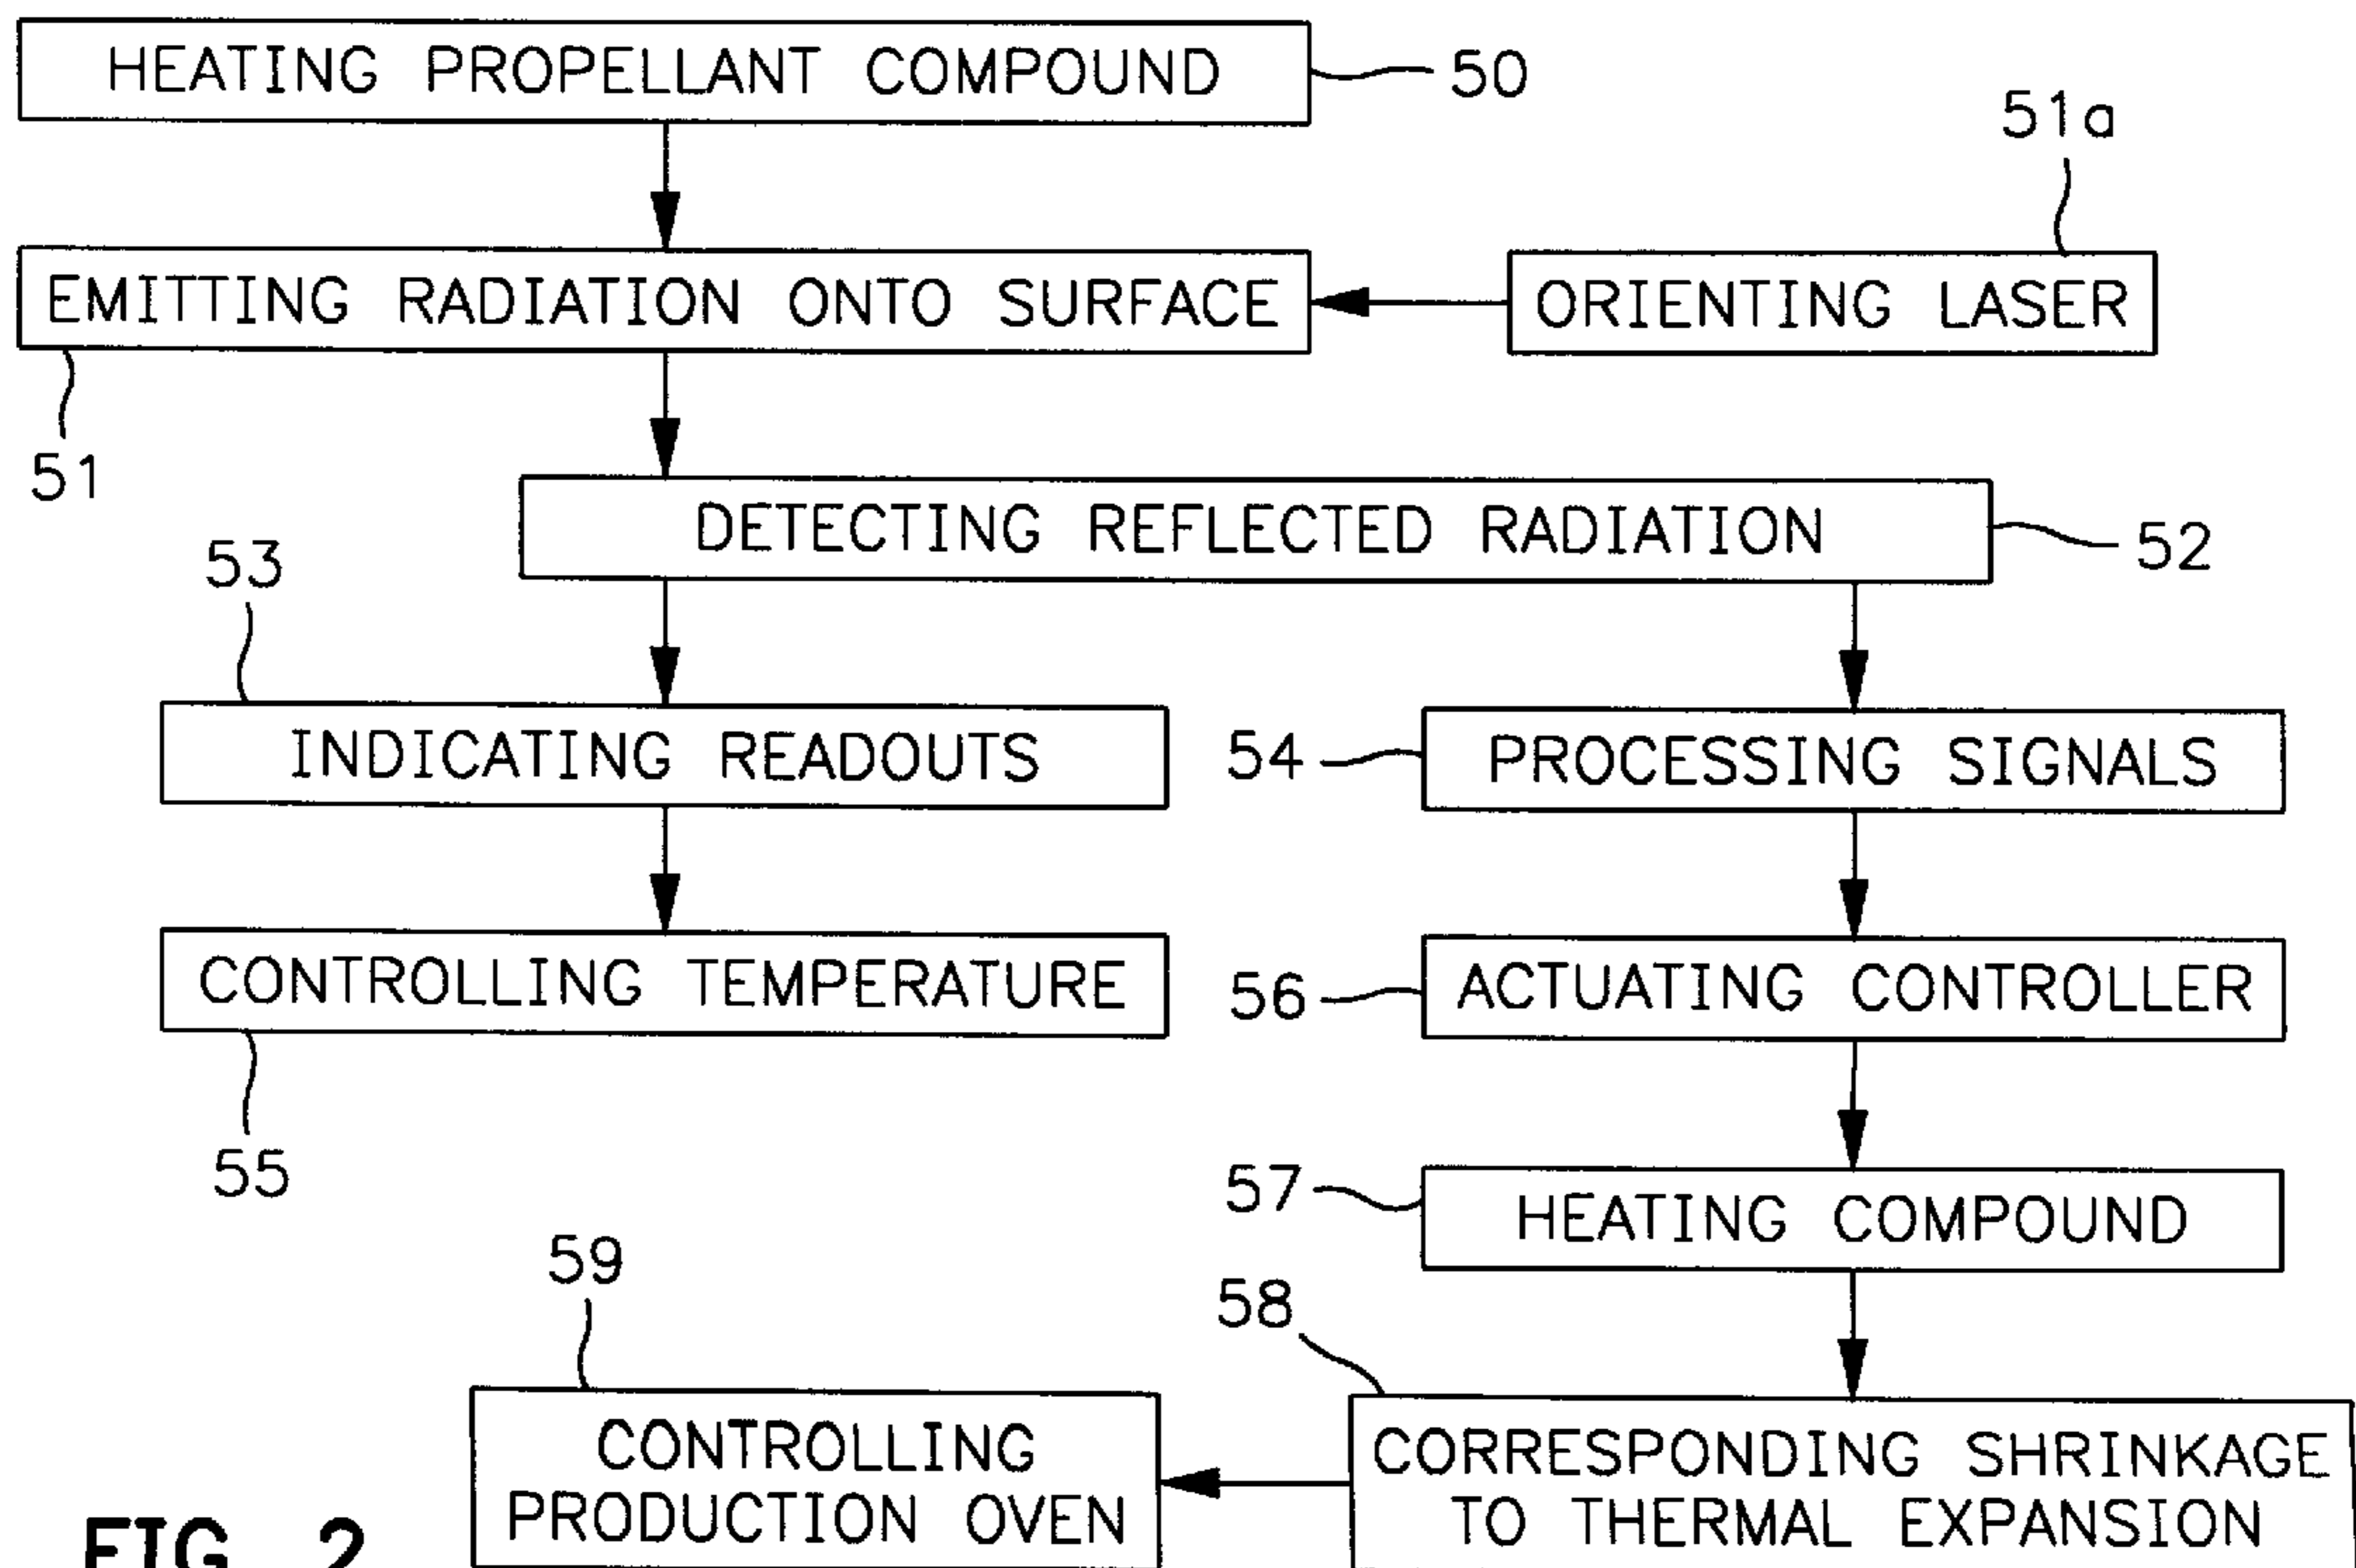 HEATING PROPELLANT COMPOUND
50
51a
EMITTING RADIATION ONTO SURFACE
ORIENTING LASER
51
DETECTING REFLECTED RADIATION
52
53
INDICATING READOUTS
54
PROCESSING SIGNALS
CONTROLLING TEMPERATURE
56
ACTUATING CONTROLLER
55
57
HEATING COMPOUND
59
58
CONTROLLING
PRODUCTION OVEN
CORRESPONDING SHRINKAGE
TO THERMAL EXPANSION
FIG. 2